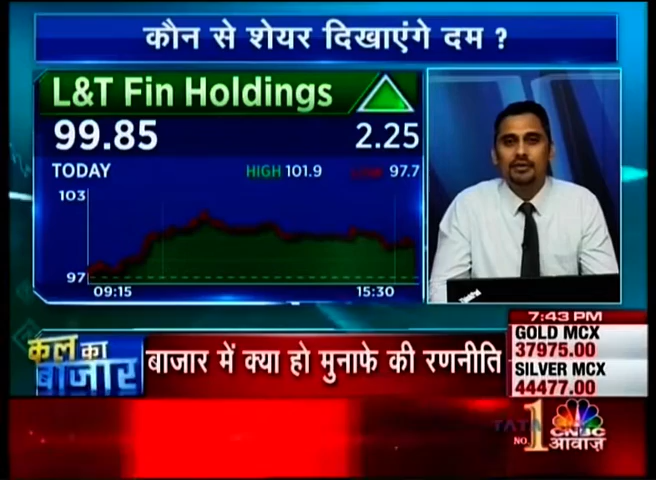 कौन से शेयर दिखाएंगे दम ?
L&T Fin Holdings
99.85 2.25
TODAY HIGH 101.9 LOW 97.7
103
97
09:15 15:30
7:43 PM
GOLD MCX
37975.00
SILVER MCX
44477.00
कल का
बाज़ार
बाजार में क्या हो मुनाफे की रणनीति
TATA
NO.1
CNBC
आवाज़